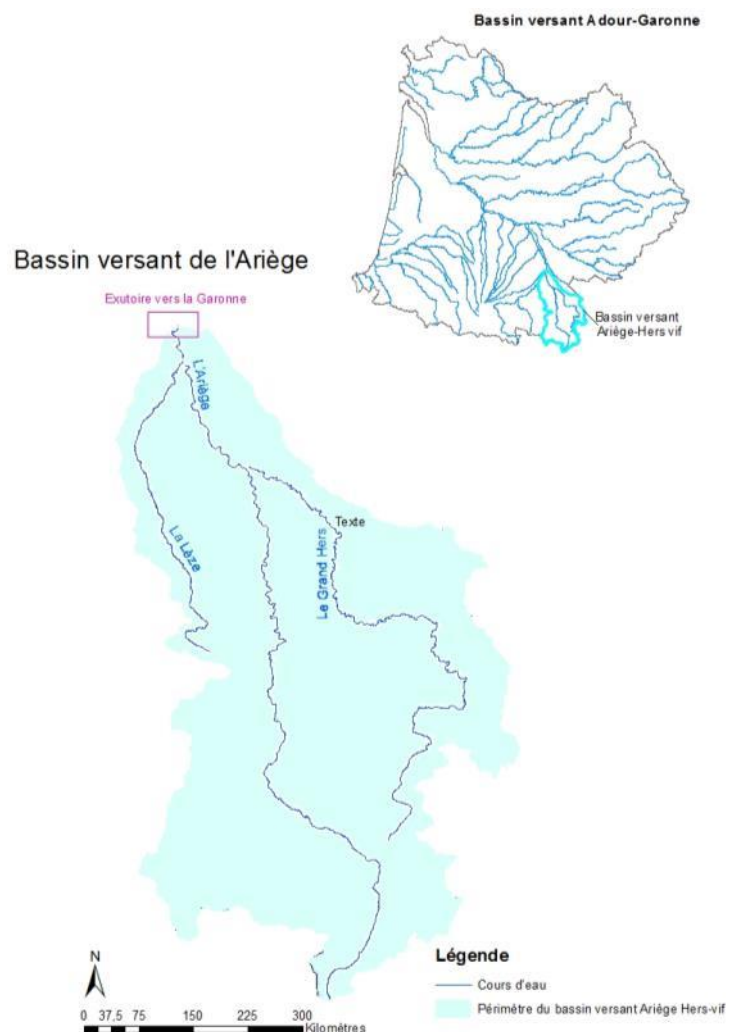 Bassin versant Adour-Garonne
Bassin versant de l'Ariège
Exutoire vers la Garonne
Bassin versant
Ariège-Hers vif
L'Ariège
Texte
La Lèze
Le Grand Hers
N
Légende
Cours d'eau
Périmètre du bassin versant Ariège Hers-vif
0 37,5 75 150 225 300
Kilomètres